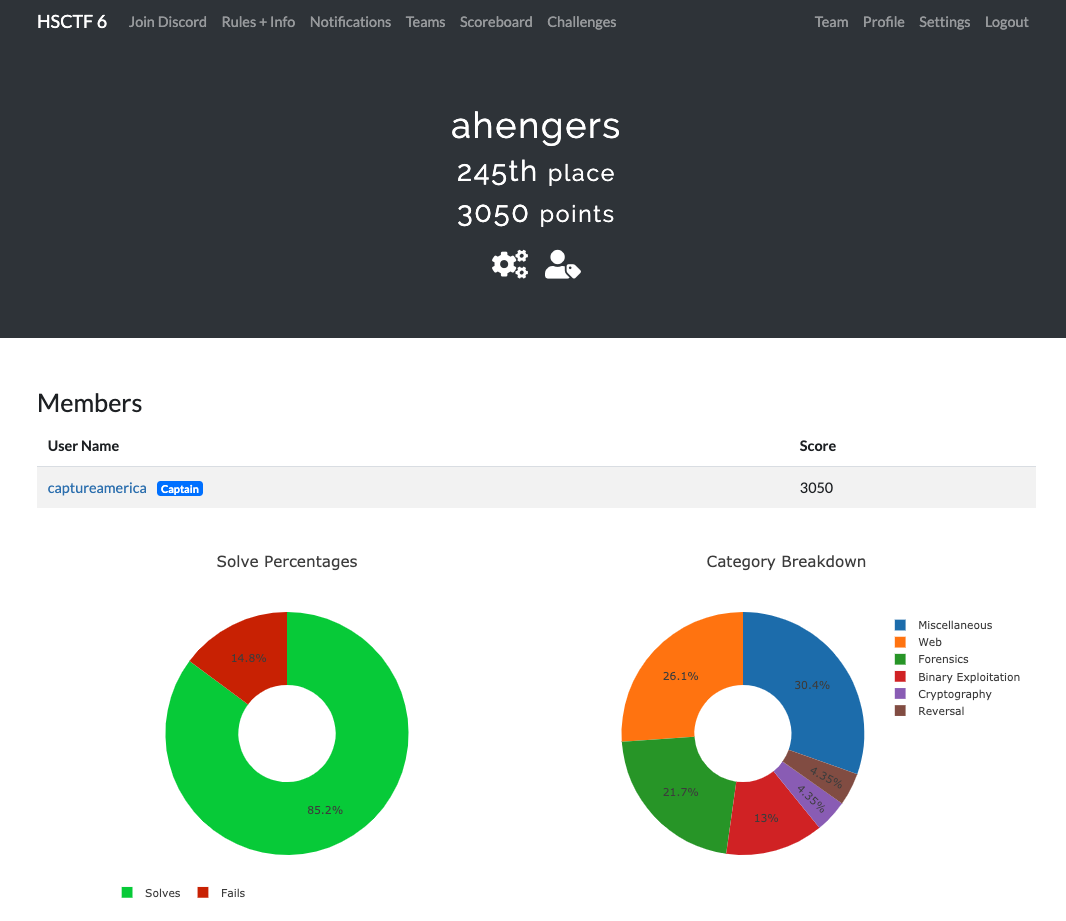 HSCTF 6 Join Discord Rules + Info Notifications Teams Scoreboard Challenges Team Profile Settings Logout
ahengers
245th place
3050 points
Members
User Name Score
captureamerica Captain 3050
Solve Percentages
14.8%
85.2%
Solves Fails
Category Breakdown
26.1%
30.4%
21.7%
13%
4.35%
4.35%
Miscellaneous
Web
Forensics
Binary Exploitation
Cryptography
Reversal